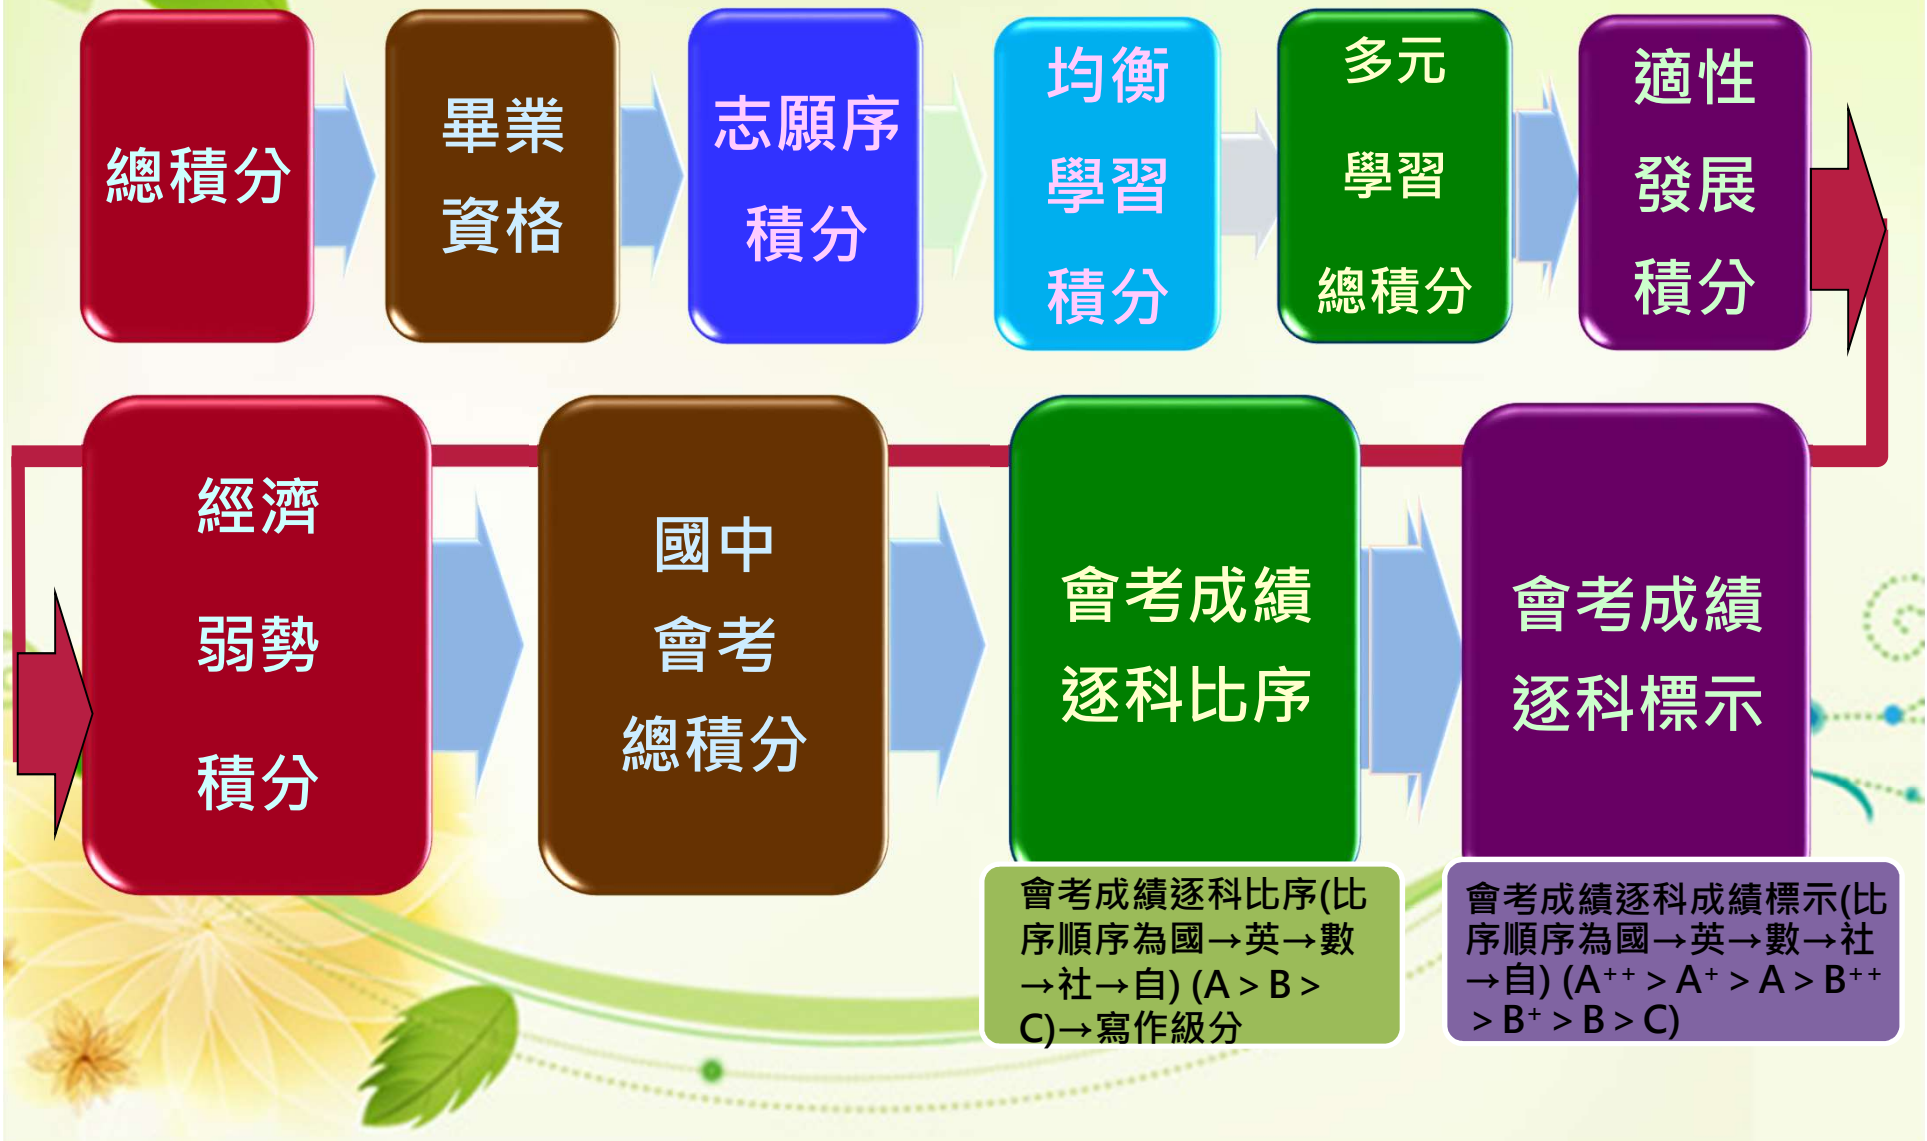 總積分
畢業
資格
志願序
積分
均衡
學習
積分
多元
學習
總積分
適性
發展
積分
經濟
弱勢
積分
國中
會考
總積分
會考成績
逐科比序
會考成績
逐科標示
會考成績逐科比序(比
序順序為國→英→數
→社→自) (A > B >
C)→寫作級分
會考成績逐科成績標示(比
序順序為國→英→數→社
→自) (A⁺⁺ > A⁺ > A > B⁺⁺
> B⁺ > B > C)